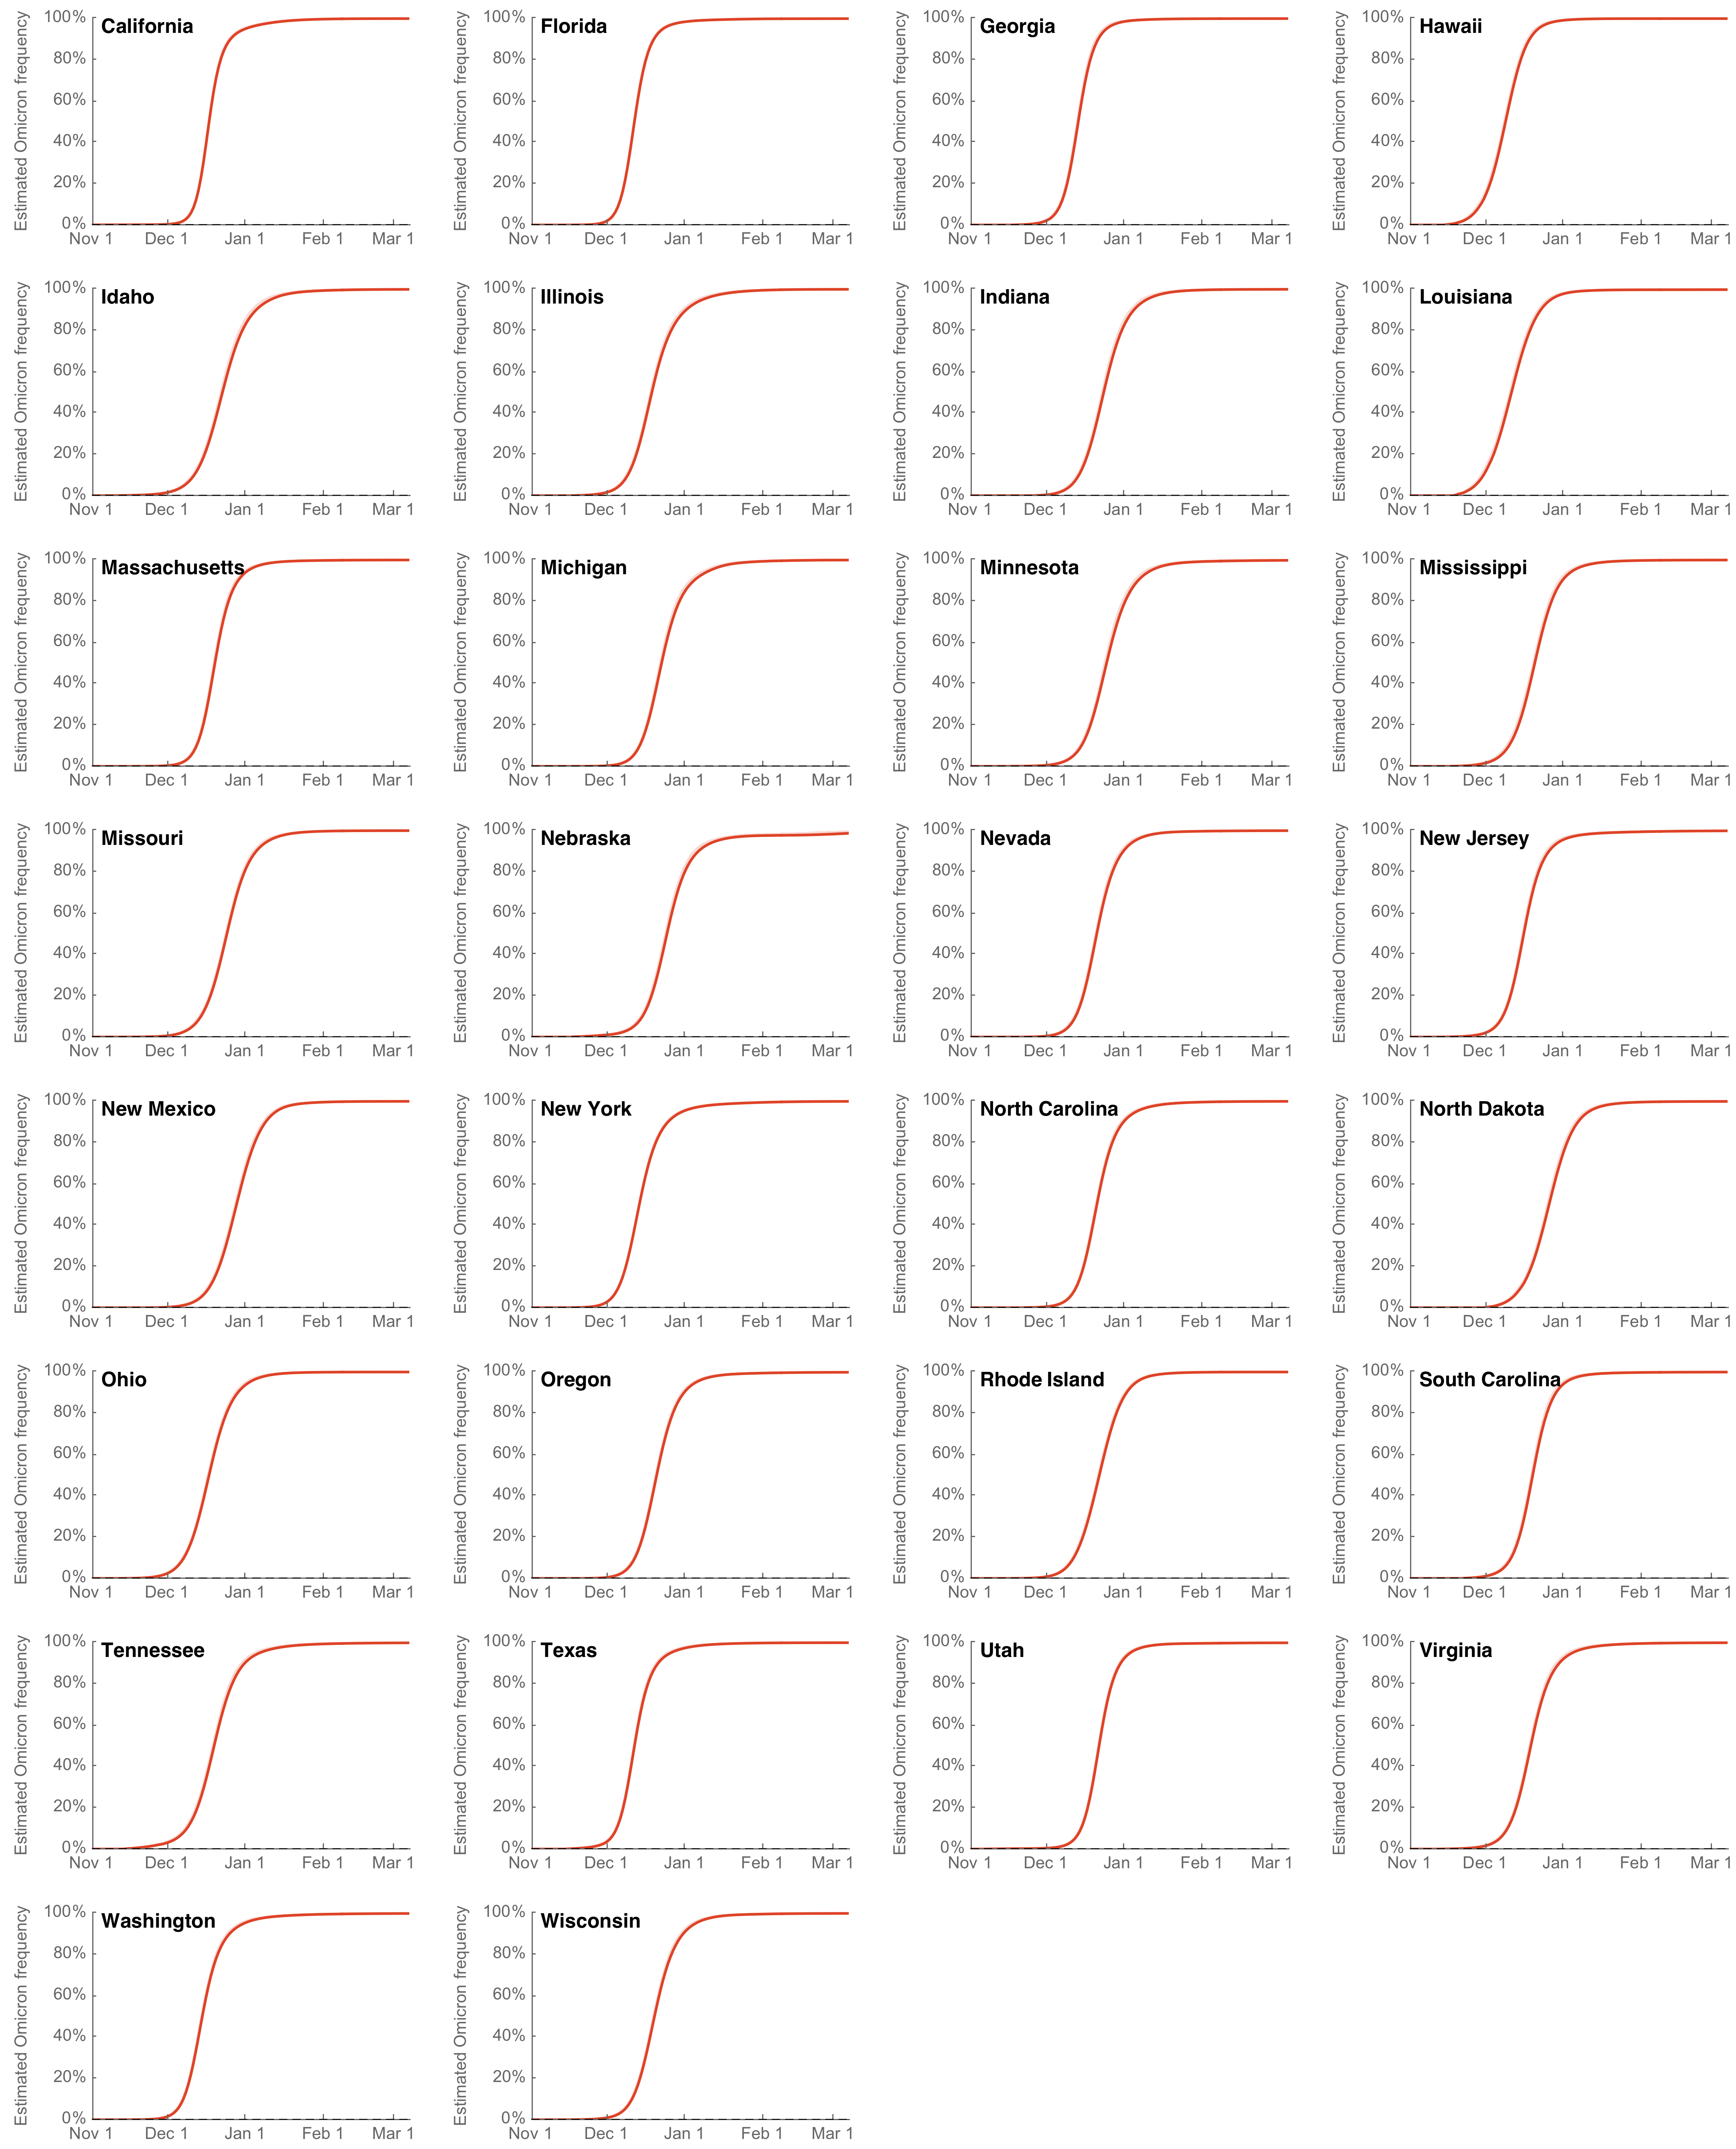 California
Estimated Omicron frequency
100%
80%
60%
40%
20%
0%
Nov 1 Dec 1 Jan 1 Feb 1 Mar 1
Florida
Estimated Omicron frequency
100%
80%
60%
40%
20%
0%
Nov 1 Dec 1 Jan 1 Feb 1 Mar 1
Georgia
Estimated Omicron frequency
100%
80%
60%
40%
20%
0%
Nov 1 Dec 1 Jan 1 Feb 1 Mar 1
Hawaii
Estimated Omicron frequency
100%
80%
60%
40%
20%
0%
Nov 1 Dec 1 Jan 1 Feb 1 Mar 1
Idaho
Estimated Omicron frequency
100%
80%
60%
40%
20%
0%
Nov 1 Dec 1 Jan 1 Feb 1 Mar 1
Illinois
Estimated Omicron frequency
100%
80%
60%
40%
20%
0%
Nov 1 Dec 1 Jan 1 Feb 1 Mar 1
Indiana
Estimated Omicron frequency
100%
80%
60%
40%
20%
0%
Nov 1 Dec 1 Jan 1 Feb 1 Mar 1
Louisiana
Estimated Omicron frequency
100%
80%
60%
40%
20%
0%
Nov 1 Dec 1 Jan 1 Feb 1 Mar 1
Massachusetts
Estimated Omicron frequency
100%
80%
60%
40%
20%
0%
Nov 1 Dec 1 Jan 1 Feb 1 Mar 1
Michigan
Estimated Omicron frequency
100%
80%
60%
40%
20%
0%
Nov 1 Dec 1 Jan 1 Feb 1 Mar 1
Minnesota
Estimated Omicron frequency
100%
80%
60%
40%
20%
0%
Nov 1 Dec 1 Jan 1 Feb 1 Mar 1
Mississippi
Estimated Omicron frequency
100%
80%
60%
40%
20%
0%
Nov 1 Dec 1 Jan 1 Feb 1 Mar 1
Missouri
Estimated Omicron frequency
100%
80%
60%
40%
20%
0%
Nov 1 Dec 1 Jan 1 Feb 1 Mar 1
Nebraska
Estimated Omicron frequency
100%
80%
60%
40%
20%
0%
Nov 1 Dec 1 Jan 1 Feb 1 Mar 1
Nevada
Estimated Omicron frequency
100%
80%
60%
40%
20%
0%
Nov 1 Dec 1 Jan 1 Feb 1 Mar 1
New Jersey
Estimated Omicron frequency
100%
80%
60%
40%
20%
0%
Nov 1 Dec 1 Jan 1 Feb 1 Mar 1
New Mexico
Estimated Omicron frequency
100%
80%
60%
40%
20%
0%
Nov 1 Dec 1 Jan 1 Feb 1 Mar 1
New York
Estimated Omicron frequency
100%
80%
60%
40%
20%
0%
Nov 1 Dec 1 Jan 1 Feb 1 Mar 1
North Carolina
Estimated Omicron frequency
100%
80%
60%
40%
20%
0%
Nov 1 Dec 1 Jan 1 Feb 1 Mar 1
North Dakota
Estimated Omicron frequency
100%
80%
60%
40%
20%
0%
Nov 1 Dec 1 Jan 1 Feb 1 Mar 1
Ohio
Estimated Omicron frequency
100%
80%
60%
40%
20%
0%
Nov 1 Dec 1 Jan 1 Feb 1 Mar 1
Oregon
Estimated Omicron frequency
100%
80%
60%
40%
20%
0%
Nov 1 Dec 1 Jan 1 Feb 1 Mar 1
Rhode Island
Estimated Omicron frequency
100%
80%
60%
40%
20%
0%
Nov 1 Dec 1 Jan 1 Feb 1 Mar 1
South Carolina
Estimated Omicron frequency
100%
80%
60%
40%
20%
0%
Nov 1 Dec 1 Jan 1 Feb 1 Mar 1
Tennessee
Estimated Omicron frequency
100%
80%
60%
40%
20%
0%
Nov 1 Dec 1 Jan 1 Feb 1 Mar 1
Texas
Estimated Omicron frequency
100%
80%
60%
40%
20%
0%
Nov 1 Dec 1 Jan 1 Feb 1 Mar 1
Utah
Estimated Omicron frequency
100%
80%
60%
40%
20%
0%
Nov 1 Dec 1 Jan 1 Feb 1 Mar 1
Virginia
Estimated Omicron frequency
100%
80%
60%
40%
20%
0%
Nov 1 Dec 1 Jan 1 Feb 1 Mar 1
Washington
Estimated Omicron frequency
100%
80%
60%
40%
20%
0%
Nov 1 Dec 1 Jan 1 Feb 1 Mar 1
Wisconsin
Estimated Omicron frequency
100%
80%
60%
40%
20%
0%
Nov 1 Dec 1 Jan 1 Feb 1 Mar 1